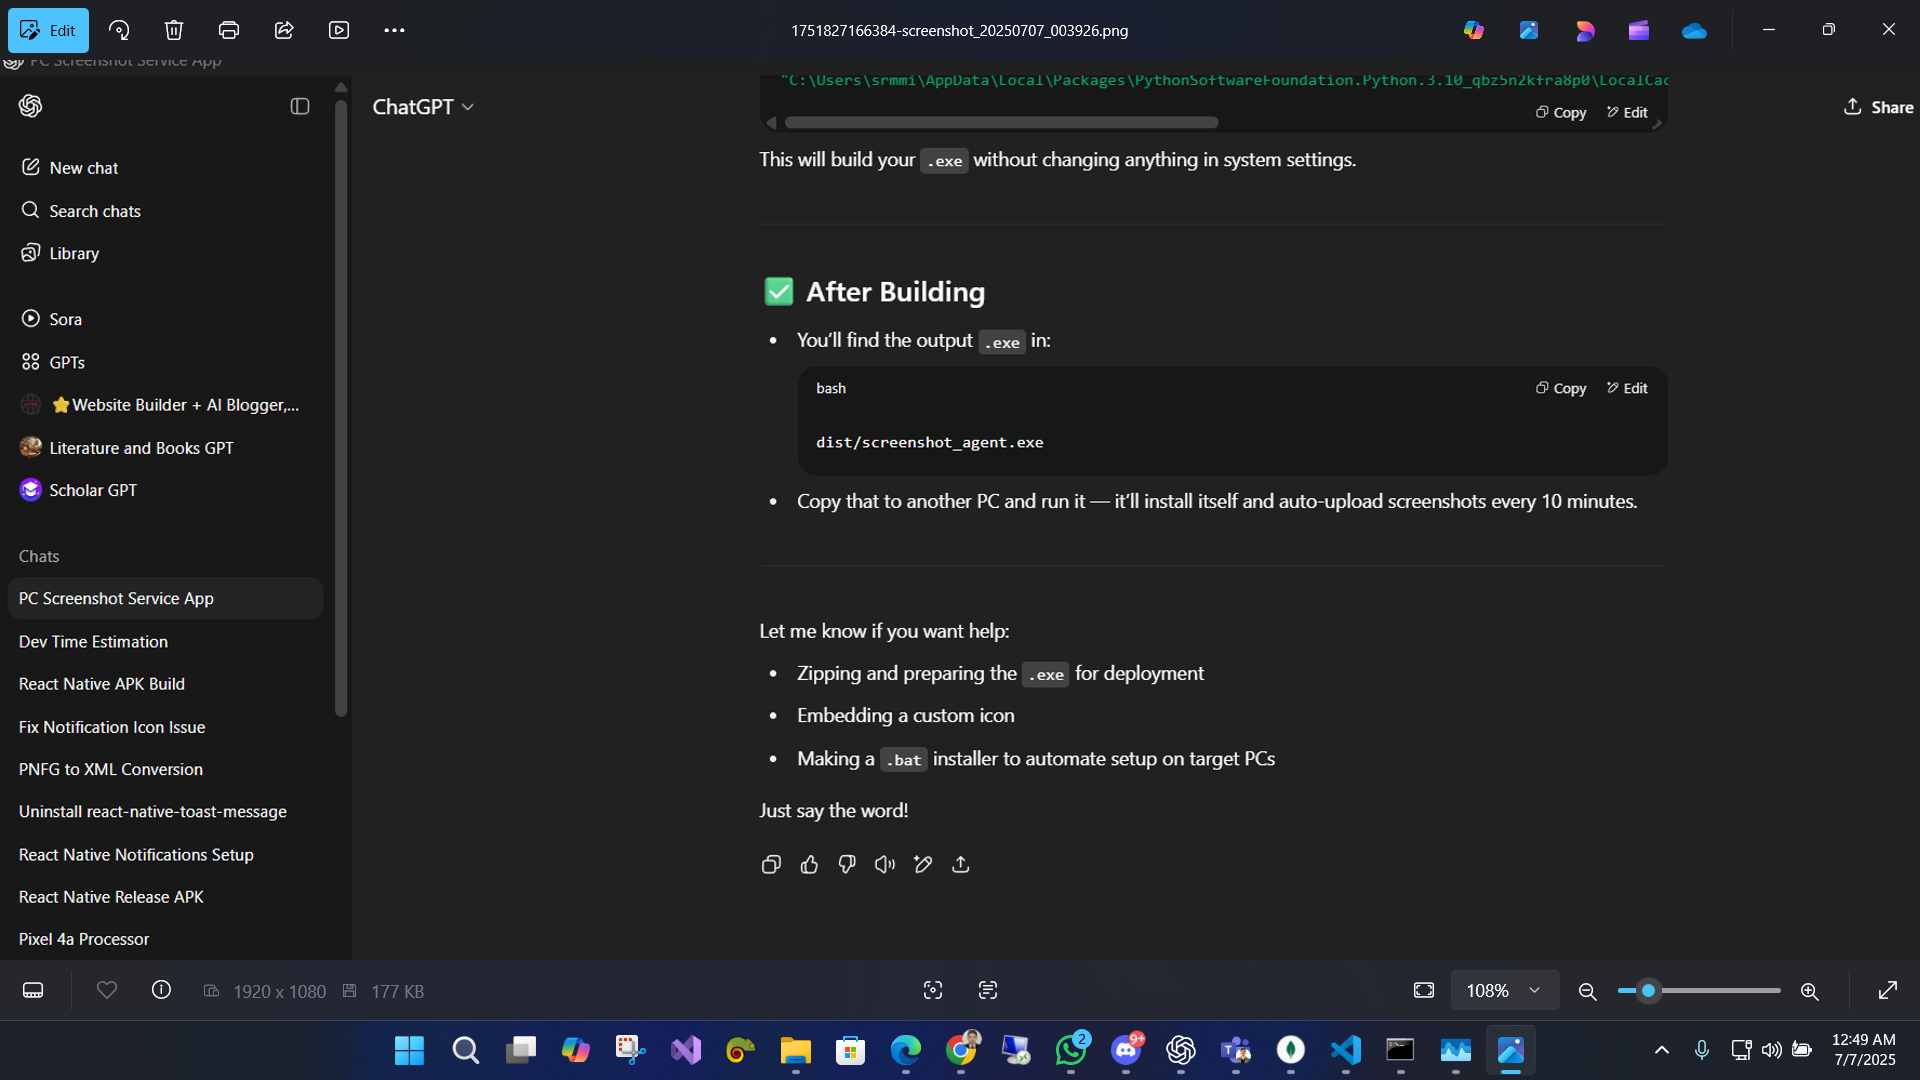 Edit
1751827166384-screenshot_20250707_003926.png
PC Screenshot Service App
ChatGPT
Share
New chat
Search chats
Library
Sora
GPTs
⭐Website Builder + AI Blogger,...
Literature and Books GPT
Scholar GPT
Chats
PC Screenshot Service App
Dev Time Estimation
React Native APK Build
Fix Notification Icon Issue
PNFG to XML Conversion
Uninstall react-native-toast-message
React Native Notifications Setup
React Native Release APK
Pixel 4a Processor
"C:\Users\srmmi\AppData\Local\Packages\PythonSoftwareFoundation.Python.3.10_qbz5n2kfra8p0\LocalCac
Copy Edit
This will build your .exe without changing anything in system settings.
✅ After Building
• You'll find the output .exe in:
bash
Copy Edit
dist/screenshot_agent.exe
• Copy that to another PC and run it — it'll install itself and auto-upload screenshots every 10 minutes.
Let me know if you want help:
• Zipping and preparing the .exe for deployment
• Embedding a custom icon
• Making a .bat installer to automate setup on target PCs
Just say the word!
1920 x 1080
177 KB
108%
2
9+
12:49 AM
7/7/2025